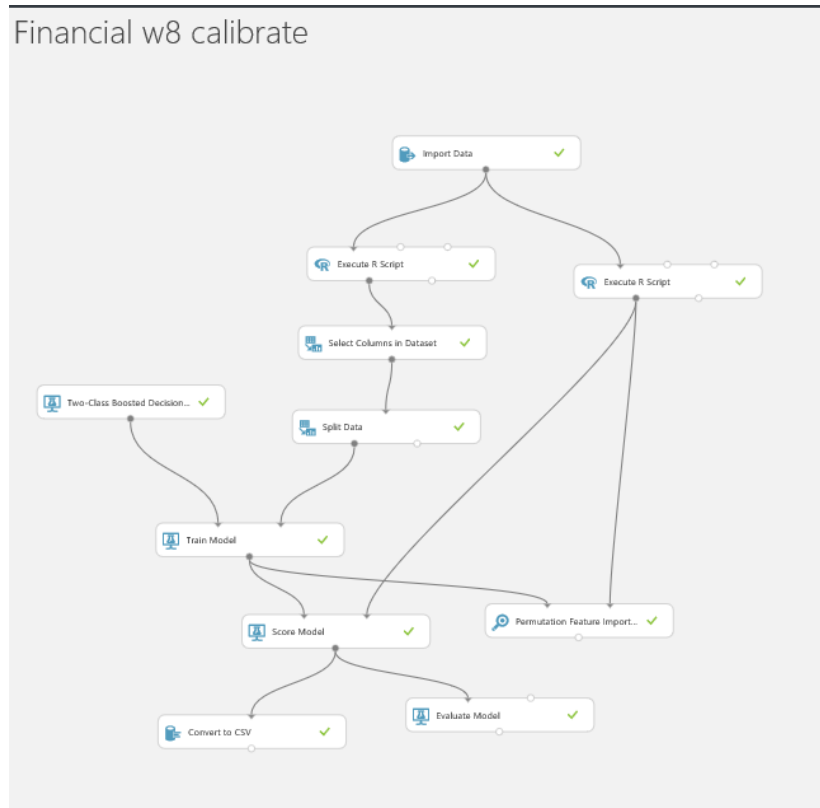 Financial w8 calibrate
Import Data
Execute R Script
Execute R Script
Select Columns in Dataset
Two-Class Boosted Decision...
Split Data
Train Model
Score Model
Permutation Feature Import...
Convert to CSV
Evaluate Model